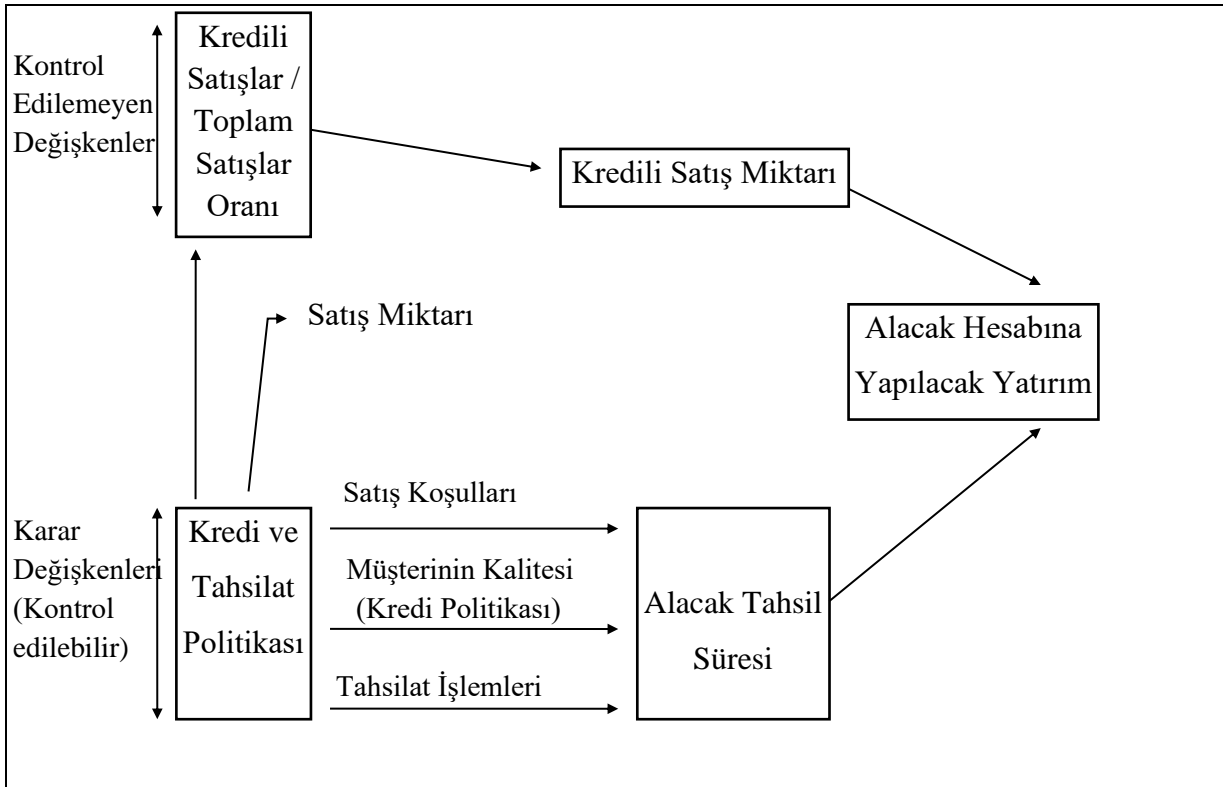 Kontrol
Edilemeyen
Değişkenler
Kredili
Satışlar /
Toplam
Satışlar
Oranı
Kredili Satış Miktarı
Satış Miktarı
Alacak Hesabına
Yapılacak Yatırım
Karar
Değişkenleri
(Kontrol
edilebilir)
Kredi ve
Tahsilat
Politikası
Satış Koşulları
Müşterinin Kalitesi
(Kredi Politikası)
Tahsilat İşlemleri
Alacak Tahsil
Süresi